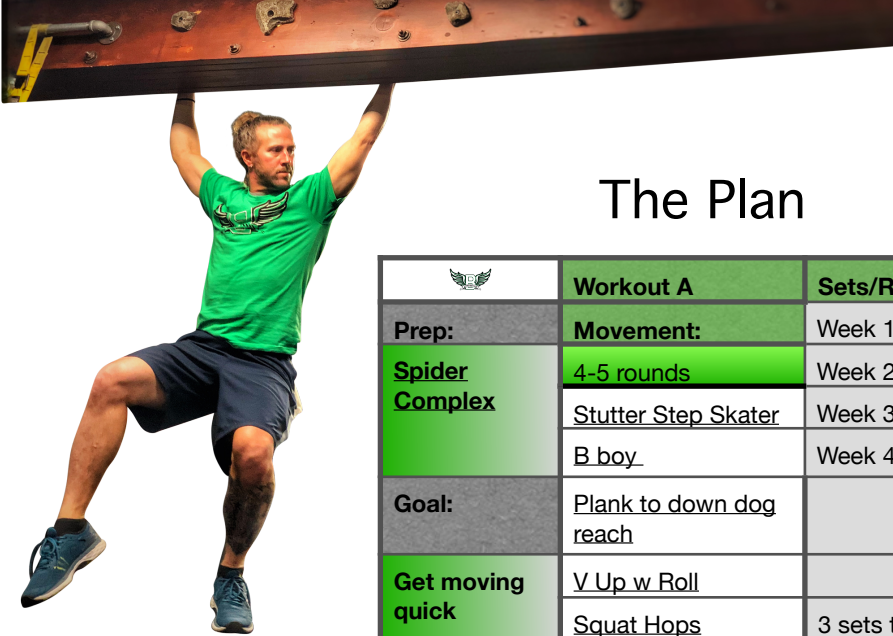 The Plan
Workout A
Prep:
Movement:
Week 1
Spider
Complex
4-5 rounds
Week 2
Stutter Step Skater
Week 3
B boy
Week 4
Goal:
Plank to down dog
reach
Get moving
quick
V Up w Roll
Squat Hops
3 sets